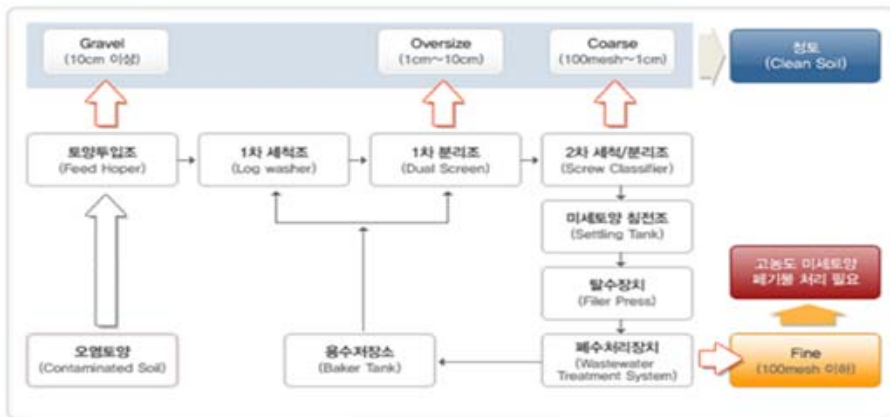 Gravel
(10cm 이상)
Oversize
(1cm~10cm)
Coarse
(100mesh~1cm)
청토
(Clean Soil)
토양투입조
(Feed Hoper)
1차 세척조
(Log washer)
1차 분리조
(Dual Screen)
2차 세척/분리조
(Screw Classifier)
미세토양 침전조
(Settling Tank)
고농도 미세토양
폐기물 처리 필요
탈수장치
(Filer Press)
오염토양
(Contaminated Soil)
용수저장소
(Baker Tank)
폐수처리장치
(Wastewater
Treatment System)
Fine
(100mesh 이하)